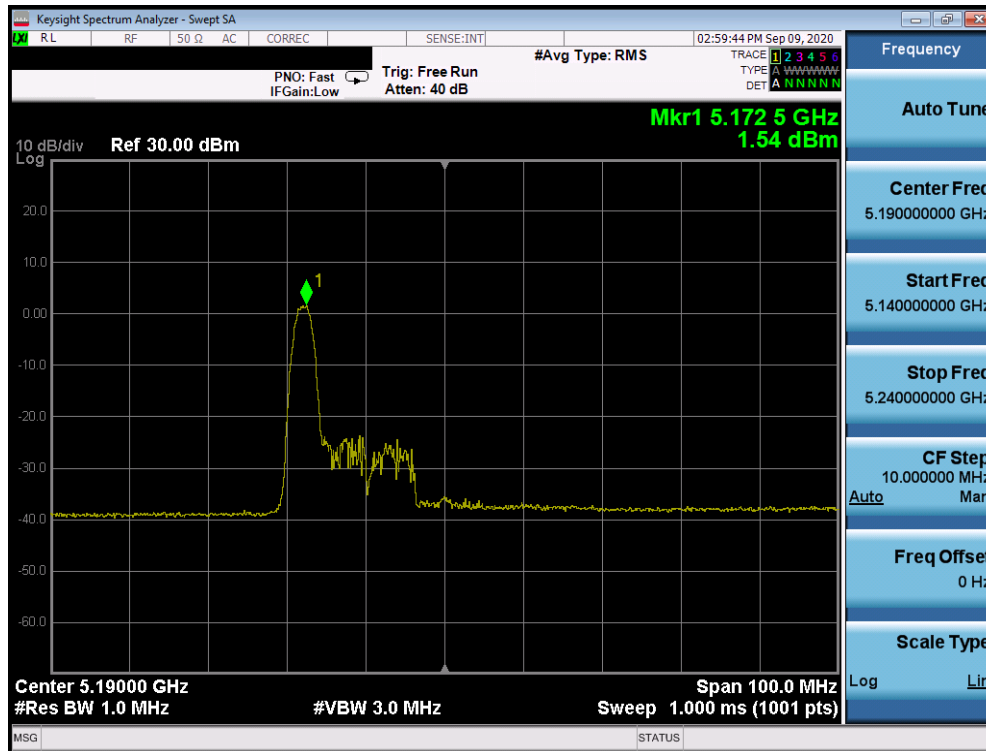 Keysight Spectrum Analyzer - Swept SA
LXI RL RF 50 Ω AC CORREC SENSE:INT 02:59:44 PM Sep 09, 2020
#Avg Type: RMS
TRACE 1 2 3 4 5 6
PNO: Fast Trig: Free Run
TYPE A WWWWW
IFGain:Low Atten: 40 dB
DET A N N N N N
Mkr1 5.172 5 GHz
1.54 dBm
10 dB/div Ref 30.00 dBm
Log
1
20.0
10.0
0.00
-10.0
-20.0
-30.0
-40.0
-50.0
-60.0
Center 5.19000 GHz Span 100.0 MHz
#Res BW 1.0 MHz #VBW 3.0 MHz Sweep 1.000 ms (1001 pts)
MSG STATUS
Frequency
Auto Tune
Center Freq
5.190000000 GHz
Start Freq
5.140000000 GHz
Stop Freq
5.240000000 GHz
CF Step
10.000000 MHz
Auto Man
Freq Offset
0 Hz
Scale Type
Log Lin